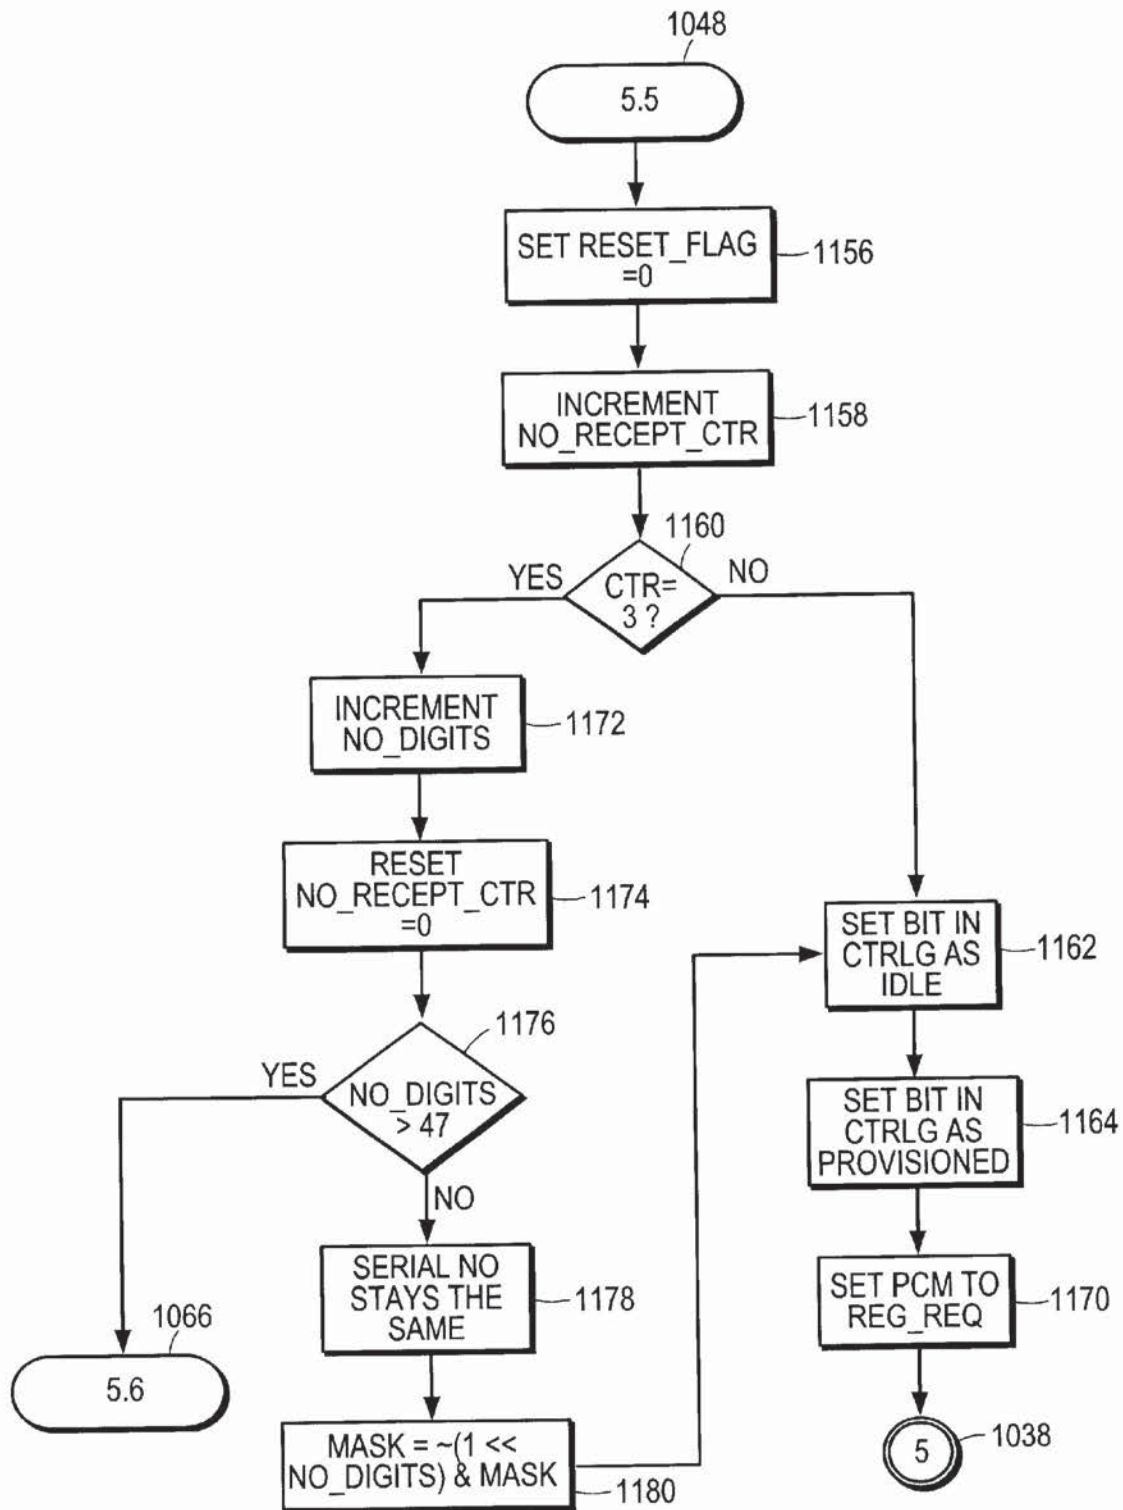 1048
5.5
SET RESET_FLAG
=0
1156
INCREMENT
NO_RECEPT_CTR
1158
1160
YES
CTR=
3 ?
NO
INCREMENT
NO_DIGITS
1172
RESET
NO_RECEPT_CTR
=0
1174
SET BIT IN
CTRLG AS
IDLE
1162
1176
YES
NO_DIGITS
> 47
NO
SET BIT IN
CTRLG AS
PROVISIONED
1164
SERIAL NO
STAYS THE
SAME
1178
SET PCM TO
REG_REQ
1170
1066
5.6
MASK = ~(1 <<
NO_DIGITS) & MASK
1180
5
1038